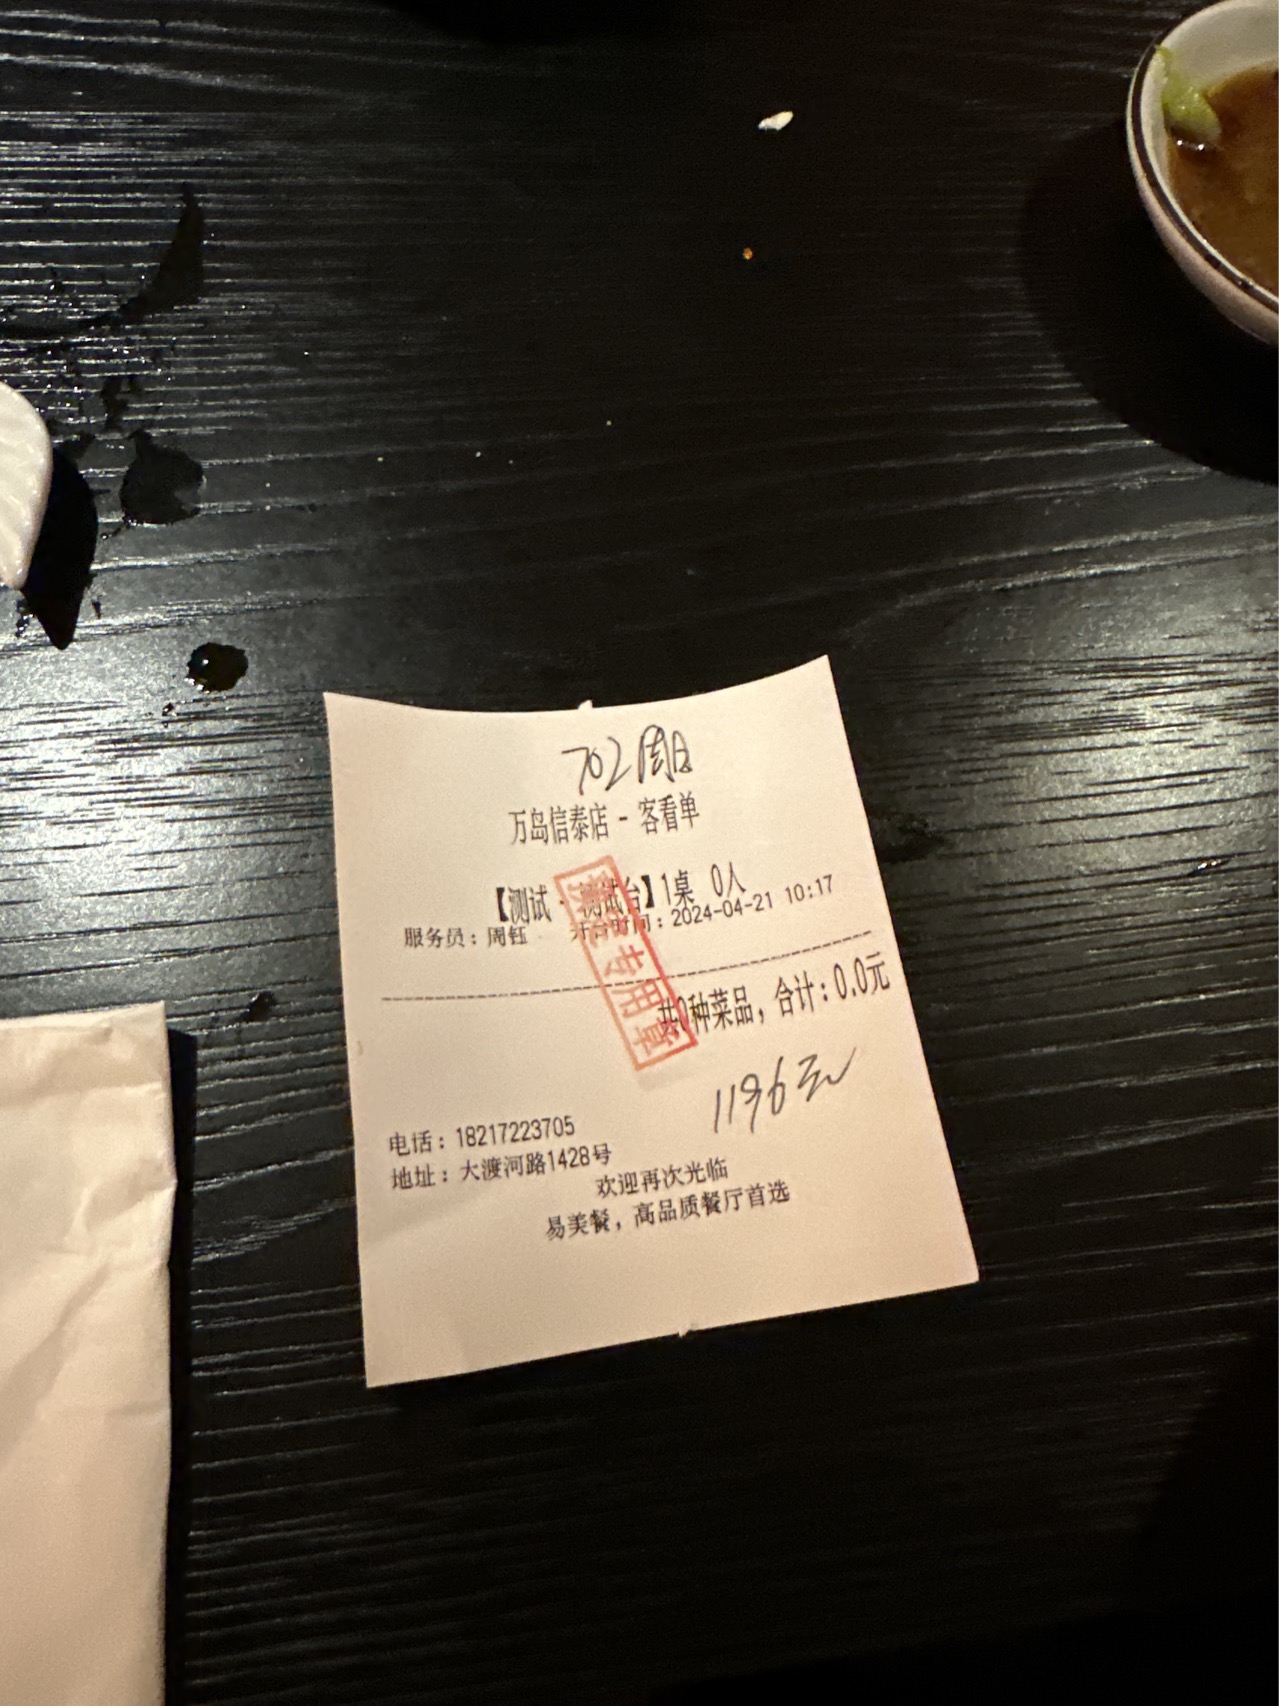 702周
万岛信泰店 - 客看单
【测试 - 测试台】1桌 0人
服务员：周钰 开台时间：2024-04-21 10:17
共0种菜品，合计：0.0元
专用章
1196元
电话：18217223705
地址：大渡河路1428号
欢迎再次光临
易美餐，高品质餐厅首选